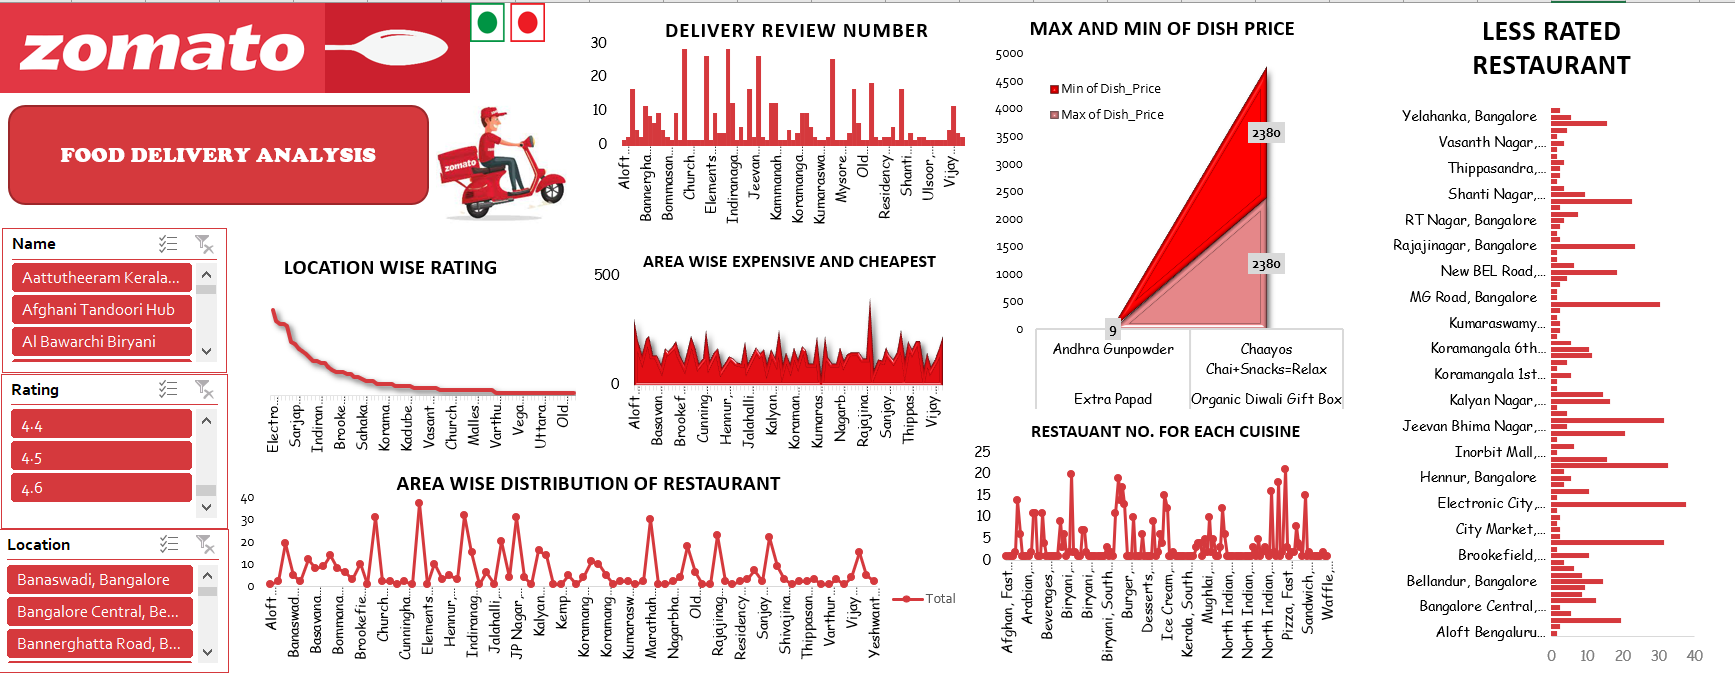 zomato
FOOD DELIVERY ANALYSIS
zomato
Name
Aattutheeram Kerala...
Afghani Tandoori Hub
Al Bawarchi Biryani
Rating
4.4
4.5
4.6
Location
Banaswadi, Bangalore
Bangalore Central, Be...
Bannerghatta Road, B...
DELIVERY REVIEW NUMBER
30
20
10
0
Aloft...
Bannergha...
Bommasan...
Church...
Elements...
Indiranaga...
Jeevan...
Kammanah...
Koramanga...
Kumaraswa...
Mysore...
Old...
Residency...
Shanti...
Ulsoor,...
Vijay...
LOCATION WISE RATING
Electro...
Sarjap...
Indiran...
Brooke...
Sahaka...
Korama...
Kadube...
Vasant...
Church...
Malles...
Varthu...
Vega...
Uttara...
Old...
AREA WISE EXPENSIVE AND CHEAPEST
500
0
Aloft...
Basavan...
Brookef...
Cunning...
Hennur,...
Jalahalli...
Kalyan...
Koraman...
Kumaras...
Nagarb...
Rajajina...
Sanjay...
Thippas...
Vijay...
AREA WISE DISTRIBUTION OF RESTAURANT
40
30
20
10
0
Aloft...
Banaswad...
Basavana...
Bommana...
Brookefie...
Church...
Cunningha...
Elements...
Hennur,...
Indiranag...
Jalahalli,...
JP Nagar,...
Kalyan...
Kemp...
Koramang...
Koramang...
Kumarasw...
Marathah...
Nagarbha...
Old...
Rajajinag...
Residency...
Sanjay...
Shivajina...
Thippasan...
Varthur...
Vijay...
Yeshwant...
Total
MAX AND MIN OF DISH PRICE
5000
4500
4000
3500
3000
2500
2000
1500
1000
500
0
Min of Dish_Price
Max of Dish_Price
2380
2380
9
Andhra Gunpowder
Chaayos
Chai+Snacks=Relax
Extra Papad
Organic Diwali Gift Box
RESTAUANT NO. FOR EACH CUISINE
25
20
15
10
5
0
Afghan, Fast...
Arabian,...
Beverages...
Biryani,...
Biryani,...
Biryani, South...
Burger,...
Desserts,...
Ice Cream,...
Kerala, South...
Mughlai,...
North Indian,...
North Indian,...
North Indian,...
Pizza, Fast...
Sandwich,...
Waffle,...
LESS RATED
RESTAURANT
Yelahanka, Bangalore
Vasanth Nagar,...
Thippasandra,...
Shanti Nagar,...
RT Nagar, Bangalore
Rajajinagar, Bangalore
New BEL Road,...
MG Road, Bangalore
Kumaraswamy...
Koramangala 6th...
Koramangala 1st...
Kalyan Nagar,...
Jeevan Bhima Nagar,...
Inorbit Mall,...
Hennur, Bangalore
Electronic City,...
City Market,...
Brookefield,...
Bellandur, Bangalore
Bangalore Central,...
Aloft Bengaluru...
0 10 20 30 40